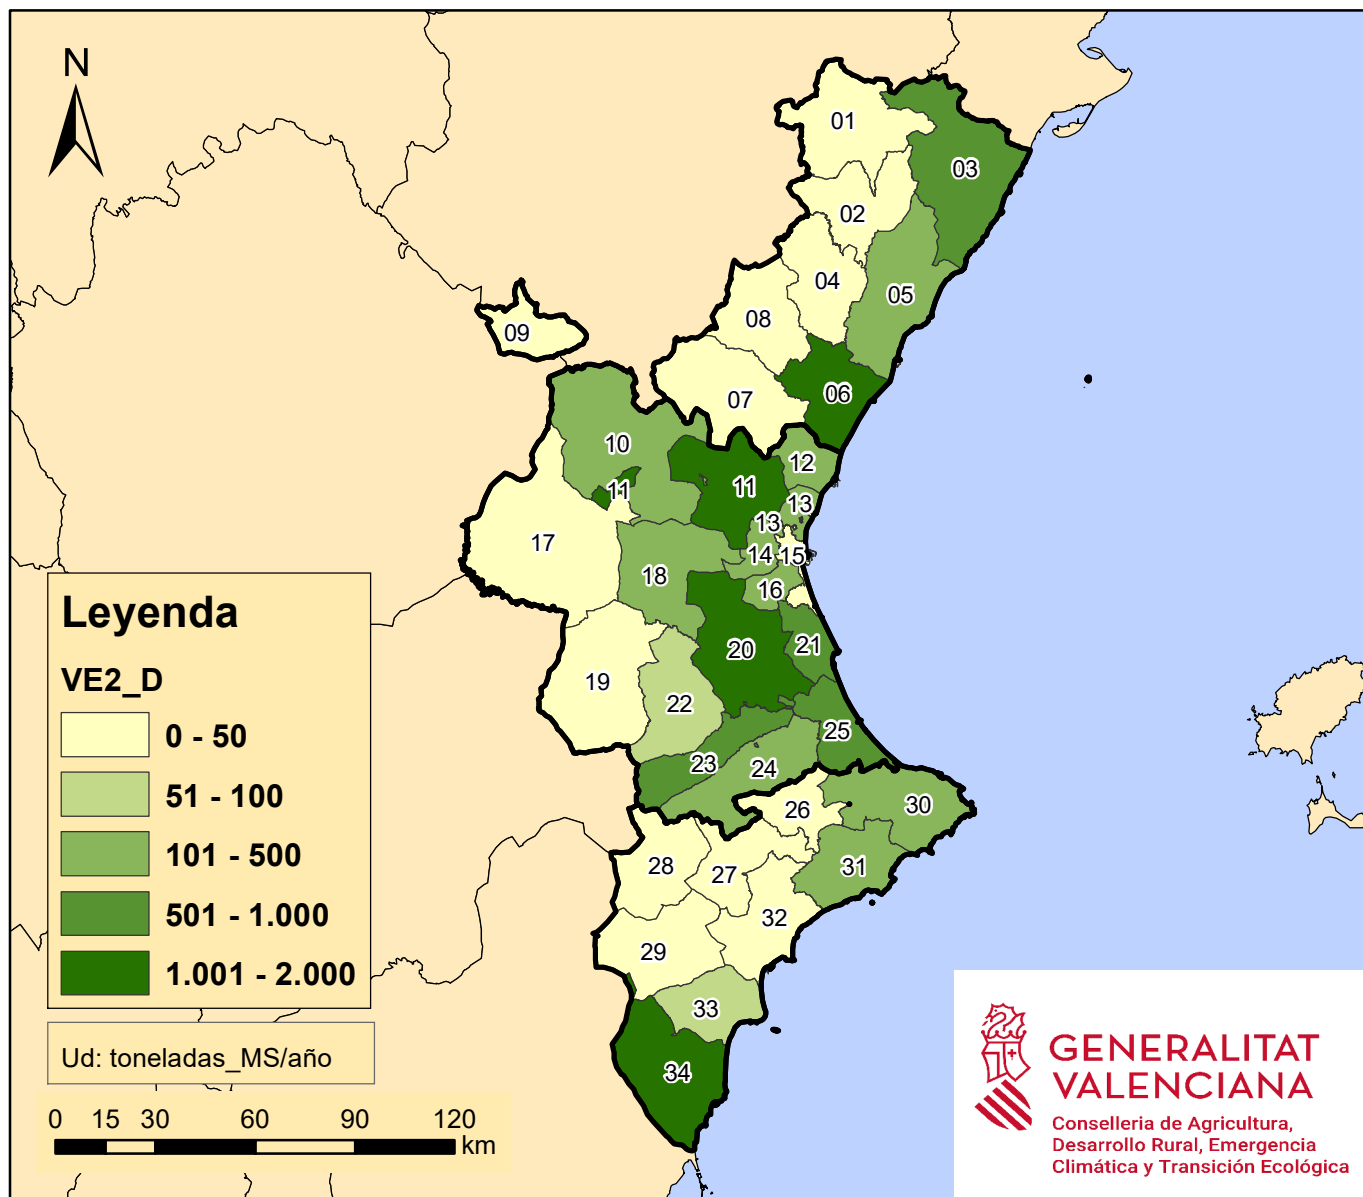 N
01
03
02
04
05
08
09
06
07
10
12
11
11
13
13
17
14
15
18
16
20
21
19
22
25
23
24
26
30
28
27
31
32
29
33
34
Leyenda
VE2_D
0 - 50
51 - 100
101 - 500
501 - 1.000
1.001 - 2.000
Ud: toneladas_MS/año
0 15 30 60 90 120
km
GENERALITAT
VALENCIANA
Conselleria de Agricultura,
Desarrollo Rural, Emergencia
Climática y Transición Ecológica